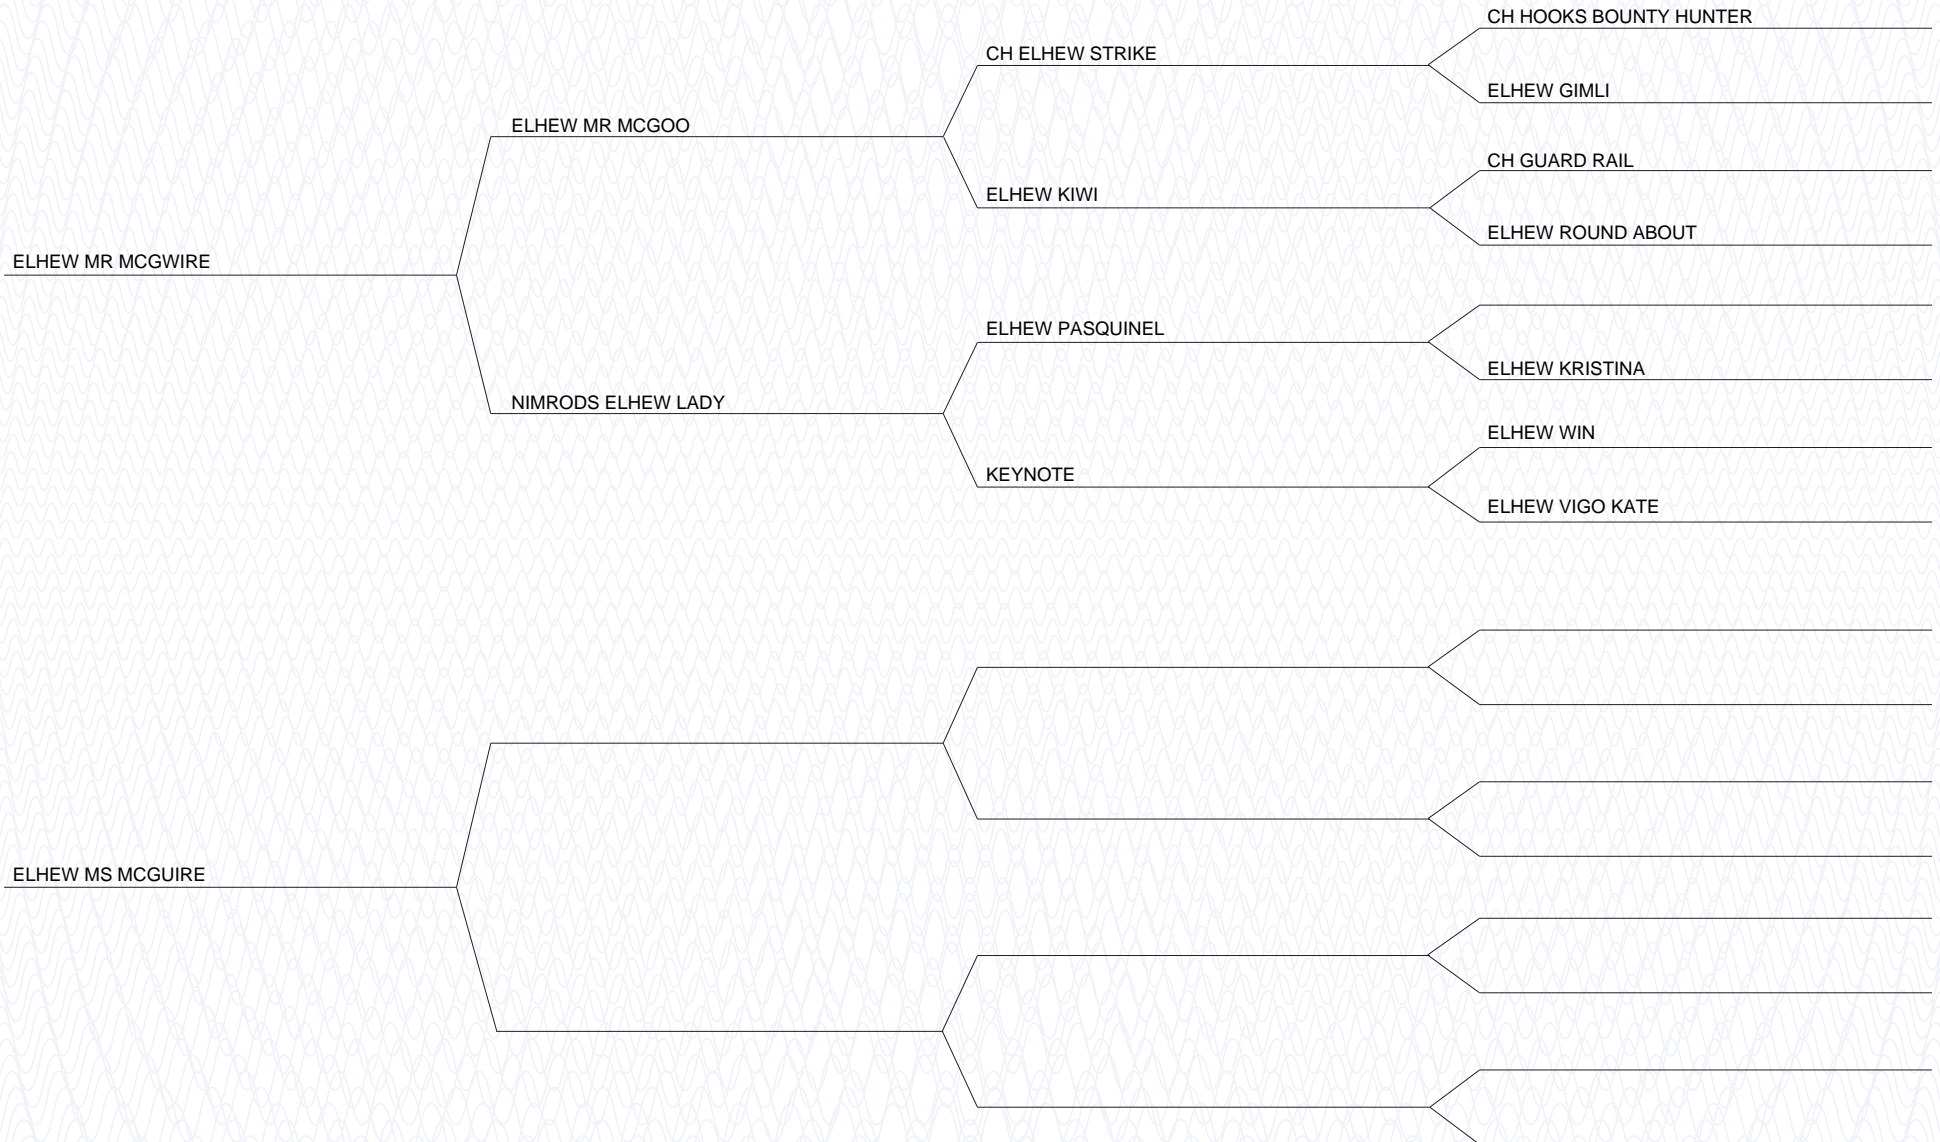 CH HOOKS BOUNTY HUNTER
CH ELHEW STRIKE
ELHEW GIMLI
ELHEW MR MCGOO
CH GUARD RAIL
ELHEW KIWI
ELHEW ROUND ABOUT
ELHEW MR MCGWIRE
ELHEW PASQUINEL
ELHEW KRISTINA
NIMRODS ELHEW LADY
ELHEW WIN
KEYNOTE
ELHEW VIGO KATE
ELHEW MS MCGUIRE